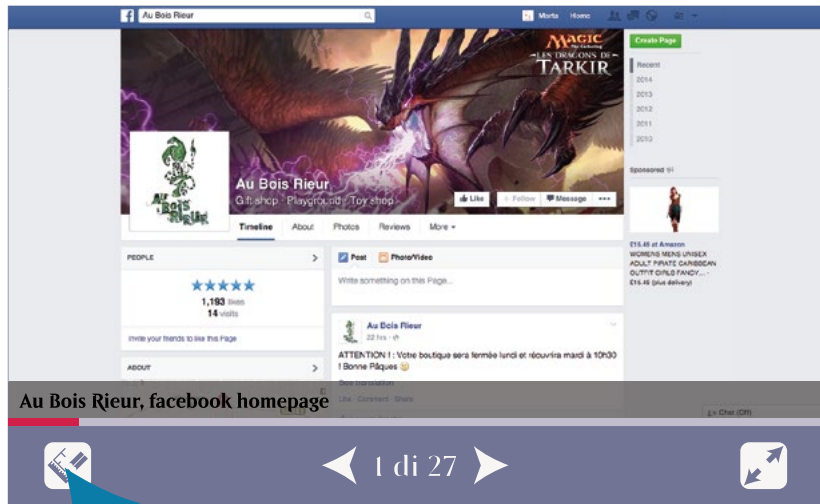 Au Bois Rieur
Marta Home
MAGIC
The Gathering
LES DRAGONS DE
TARKIR
Create Page
Recent
2014
2013
2012
2011
2010
AU
BOIS
RIEUR
Au Bois Rieur
Gift shop · Playground · Toy shop
Like Follow Message
Timeline About Photos Reviews More
Sponsored
PEOPLE
1,193 likes
14 visits
Invite your friends to like this Page
ABOUT
Post Photo/Video
Write something on this Page...
Au Bois Rieur
22 hrs
ATTENTION ! : Votre boutique sera fermée lundi et réouvrira mardi à 10h30
! Bonne Pâques
See translation
Like · Comment · Share
£15.45 at Amazon
WOMENS MENS UNISEX
ADULT PIRATE CARIBBEAN
OUTFIT GIRLS FANCY...
£15.45 (plus delivery)
Chat (Off)
Au Bois Rieur, facebook homepage
1 di 27